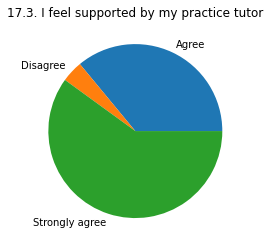 17.3. I feel supported by my practice tutor
Agree
Disagree
Strongly agree